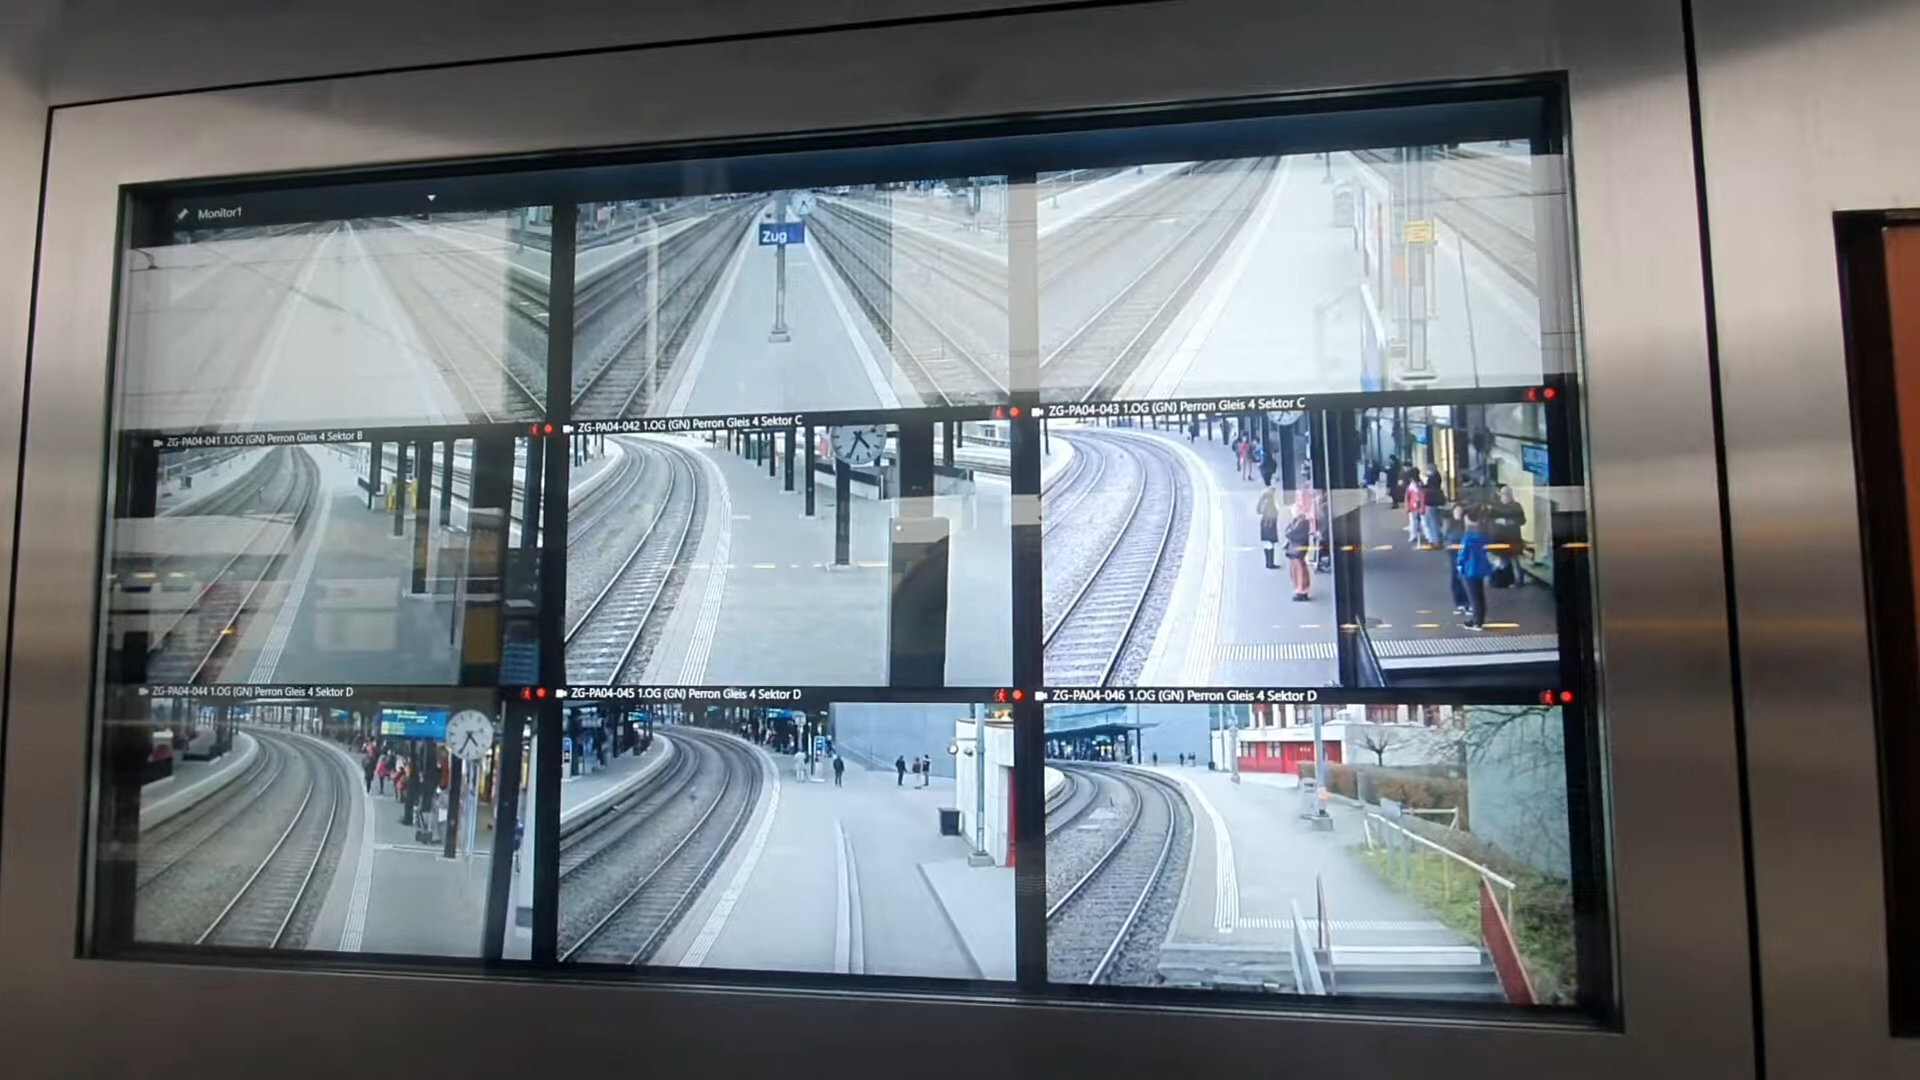 Monitor1
Zug
ZG-PA04-041 1.OG (GN) Perron Gleis 4 Sektor B
ZG-PA04-042 1.OG (GN) Perron Gleis 4 Sektor C
ZG-PA04-043 1.OG (GN) Perron Gleis 4 Sektor C
ZG-PA04-044 1.OG (GN) Perron Gleis 4 Sektor D
ZG-PA04-045 1.OG (GN) Perron Gleis 4 Sektor D
ZG-PA04-046 1.OG (GN) Perron Gleis 4 Sektor D